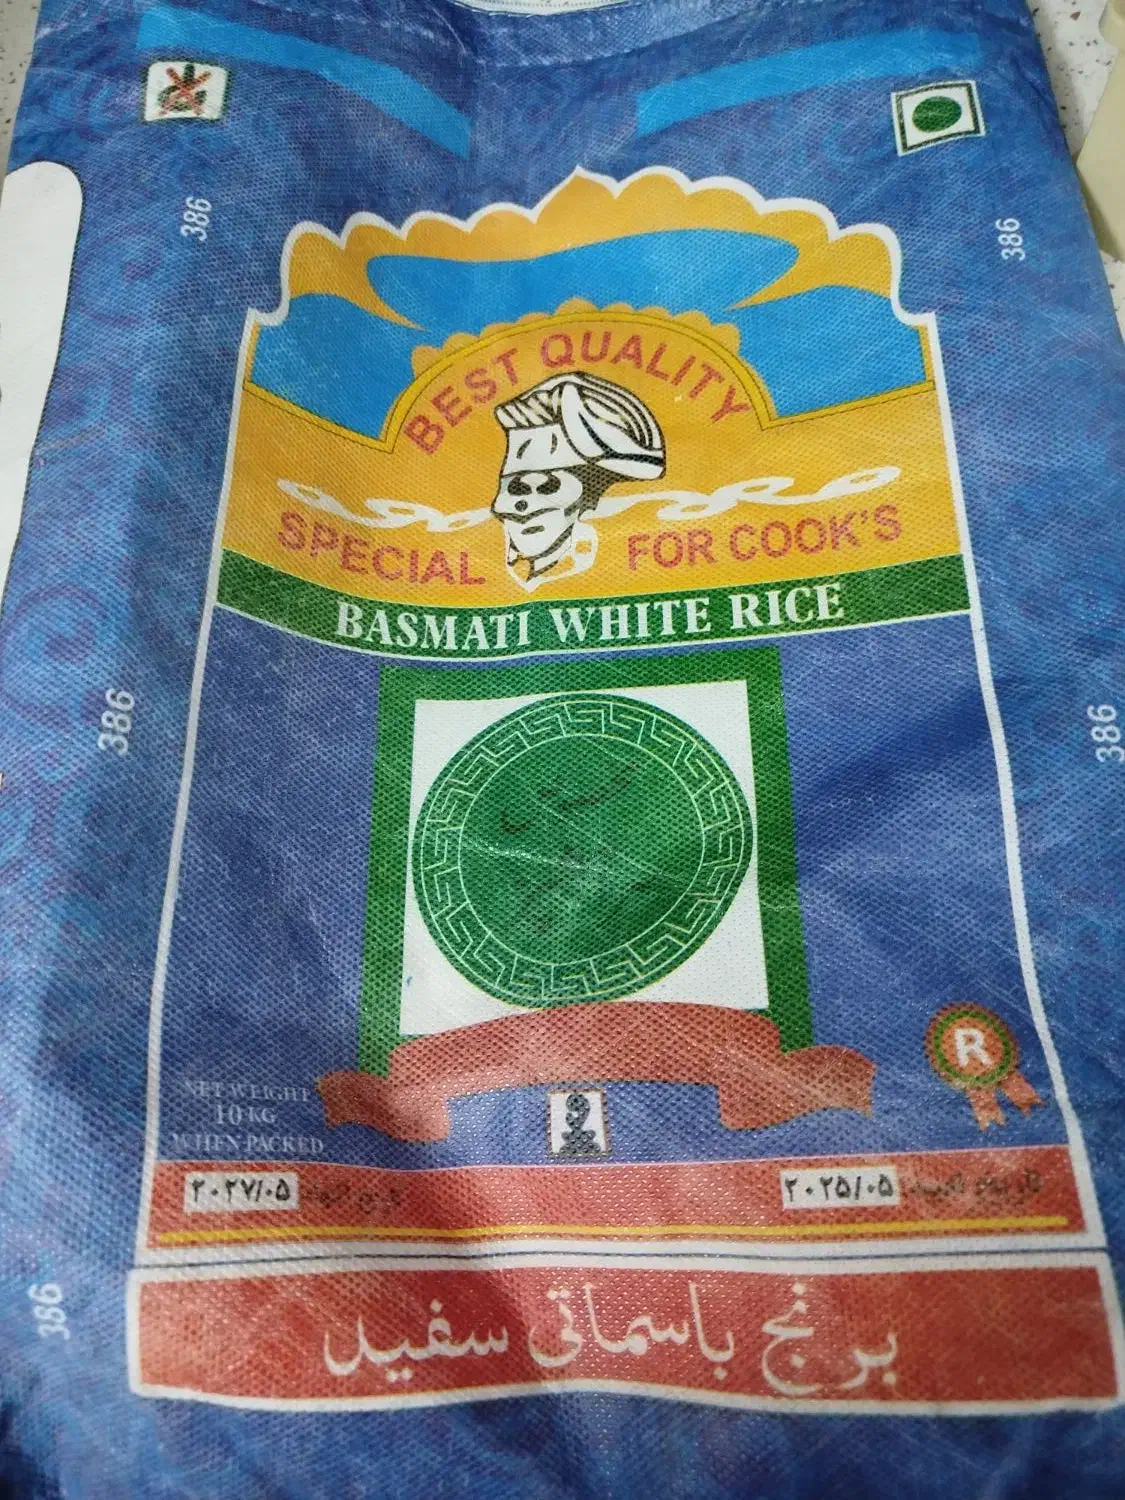 386
386
BEST QUALITY
SPECIAL FOR COOK'S
BASMATI WHITE RICE
386
386
R
NET WEIGHT
10 KG
WHEN PACKED
۲۰۲۵/۰۵
۲۰۲۷/۰۵
برنج باسماتی سفید
386